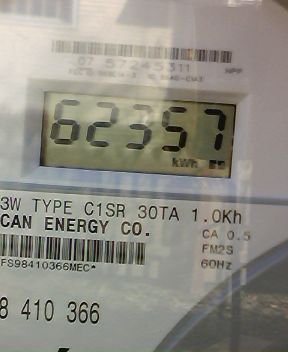 07 57245311
62357
kWh
3W TYPE C1SR 30TA 1.0Kh
CAN ENERGY CO.
CA 0.5
FM2S
60Hz
FS98410366MEC*
8 410 366